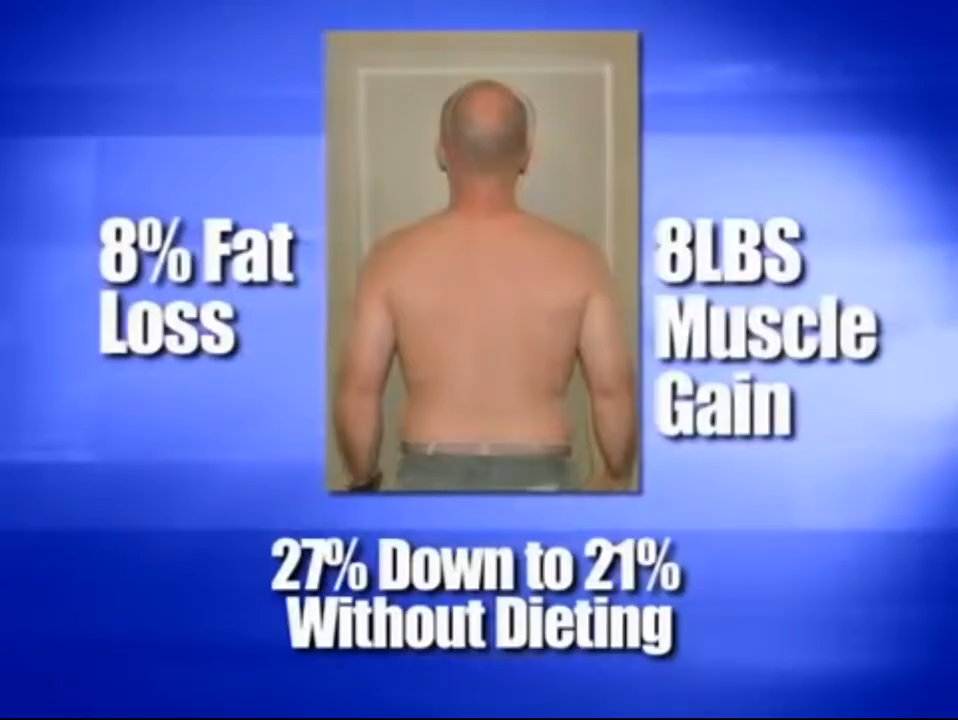 8% Fat
Loss
8LBS
Muscle
Gain
27% Down to 21%
Without Dieting